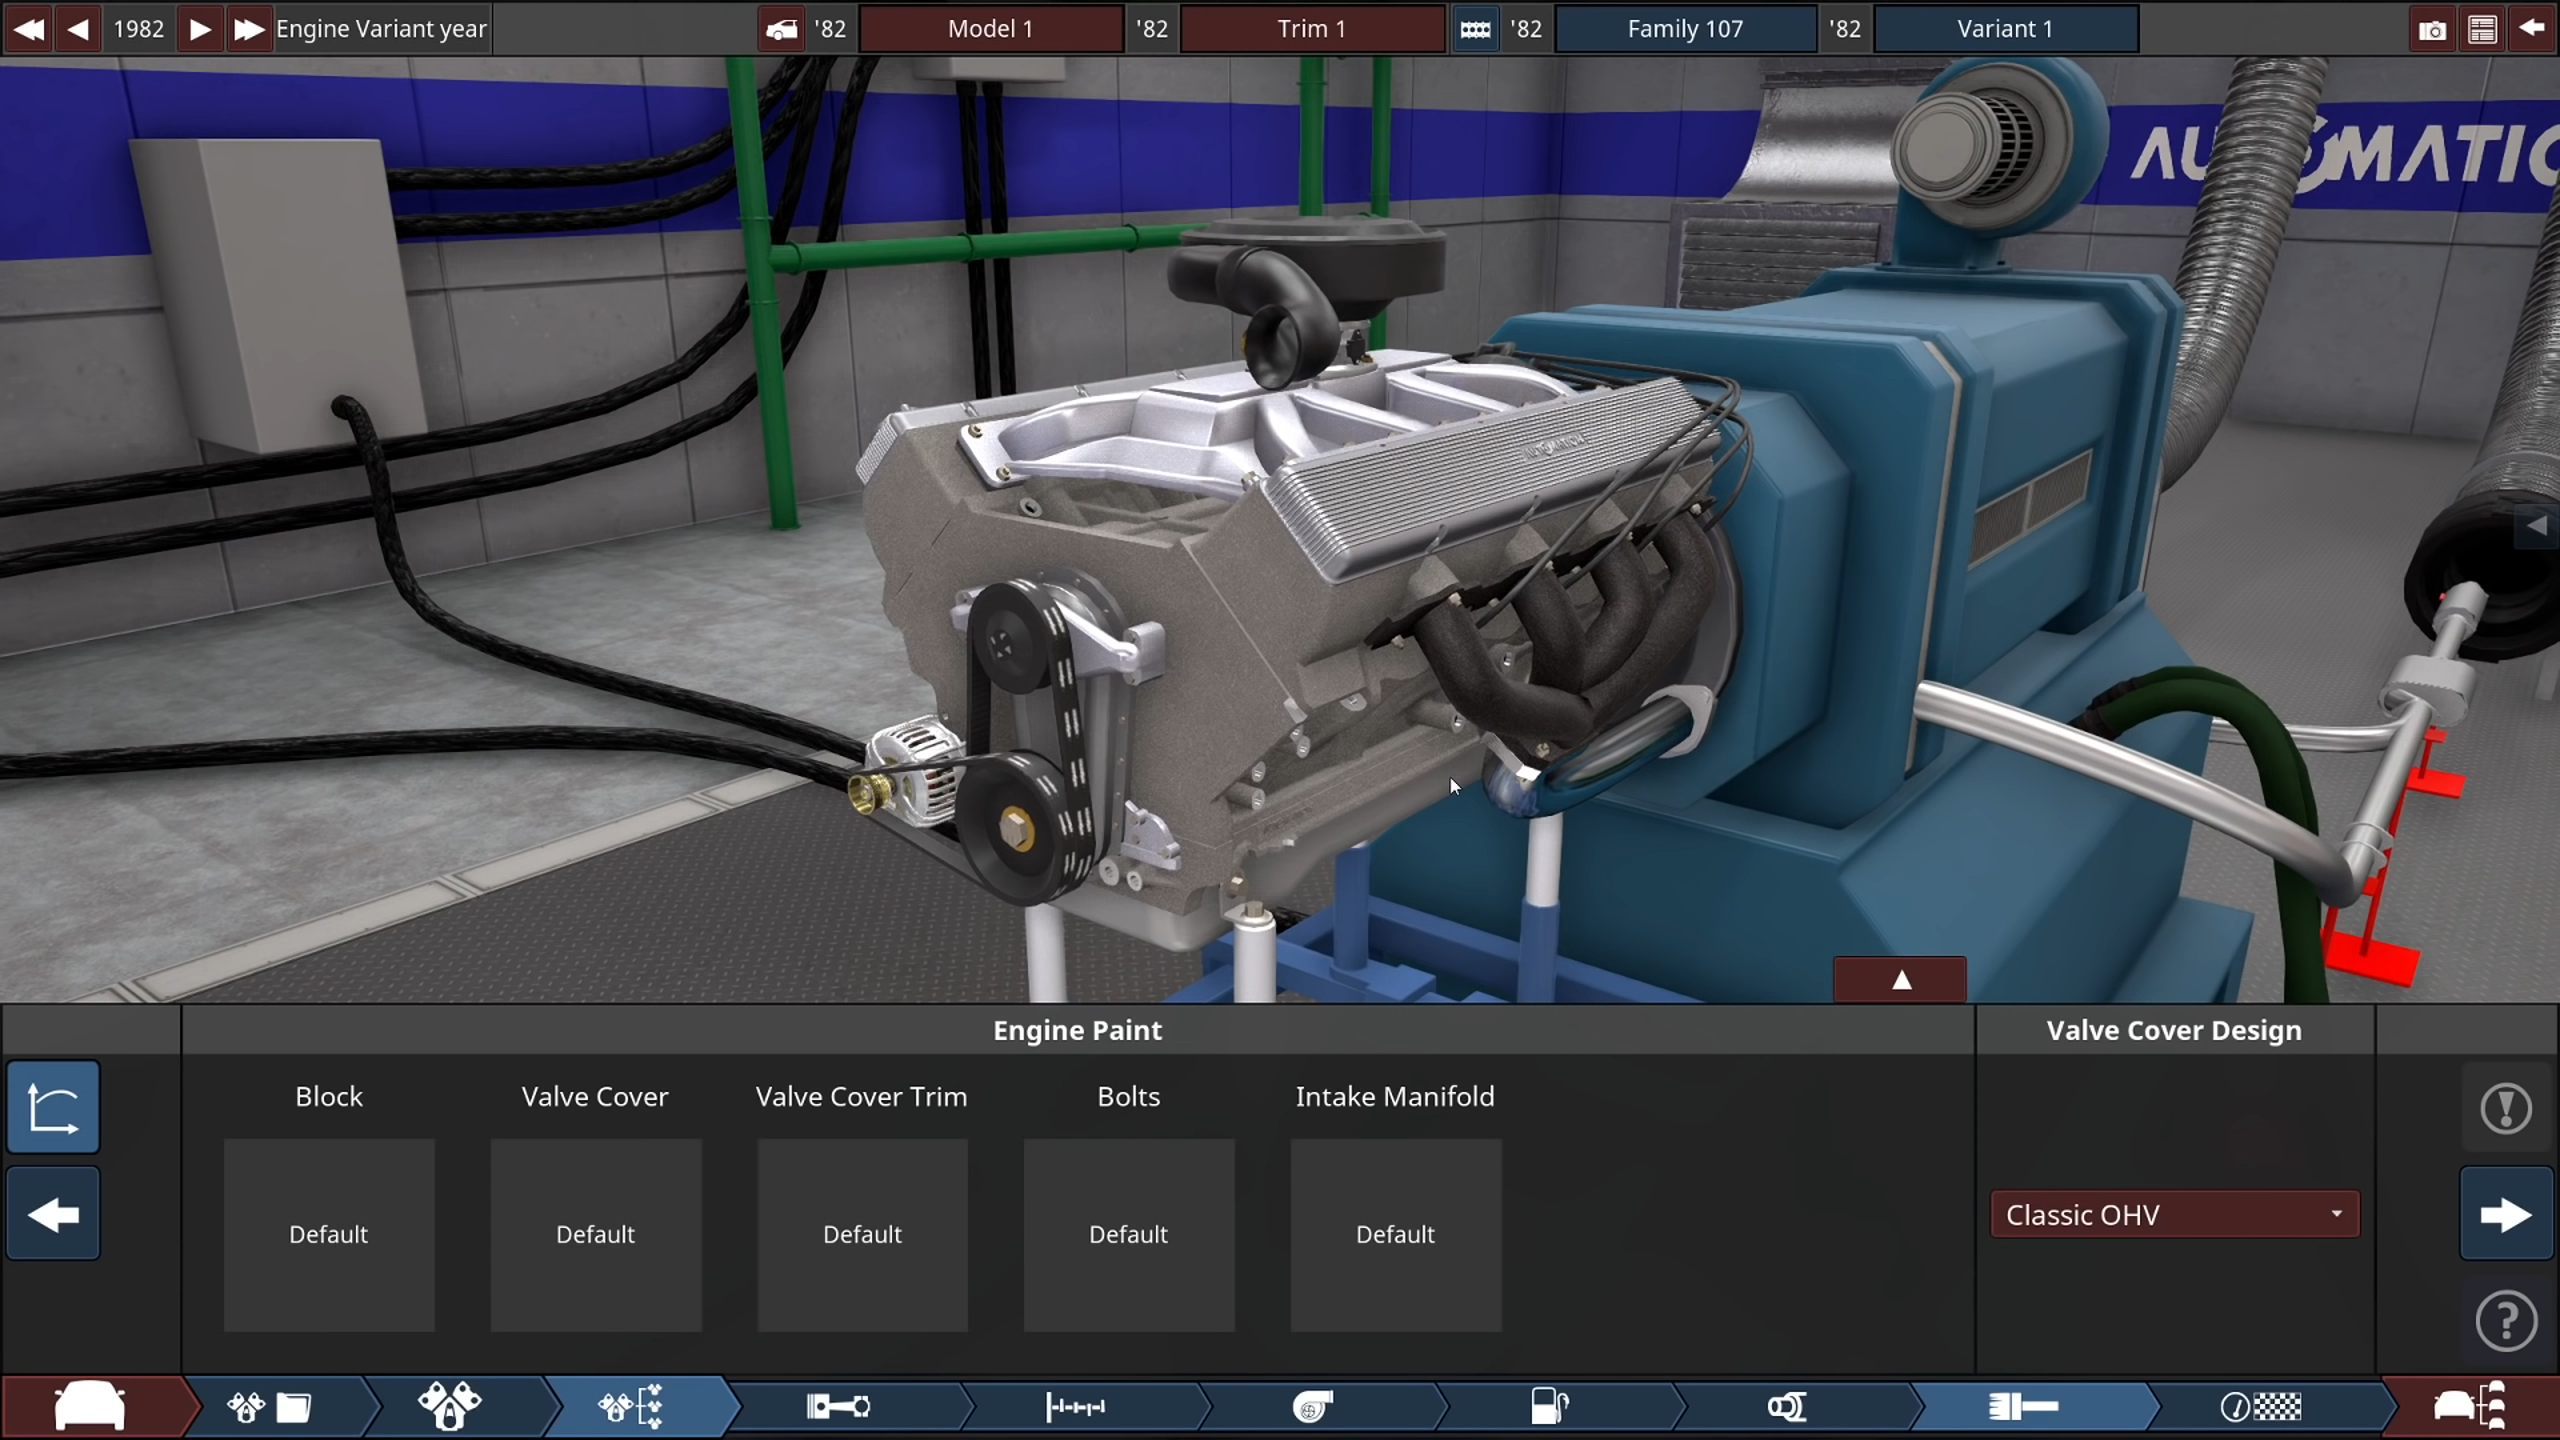 1982 Engine Variant year '82 Model 1 '82 Trim 1 '82 Family 107 '82 Variant 1
AUTOMATIC
AUTOMATION
Engine Paint
Valve Cover Design
Block Valve Cover Valve Cover Trim Bolts Intake Manifold
Default Default Default Default Default
Classic OHV